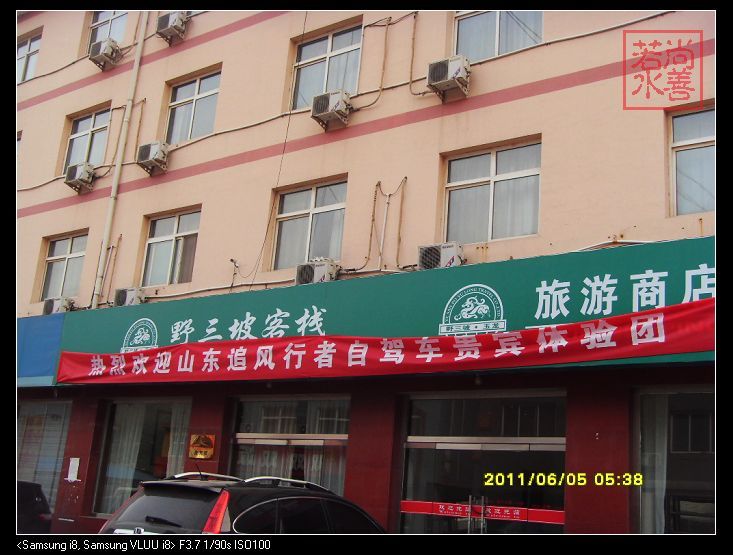 若尚
水善
野三坡客栈
旅游商店
热烈欢迎山东追风行者自驾车贵宾体验团
2011/06/05 05:38
<Samsung i8, Samsung VLUU i8> F3.7 1/90s ISO100